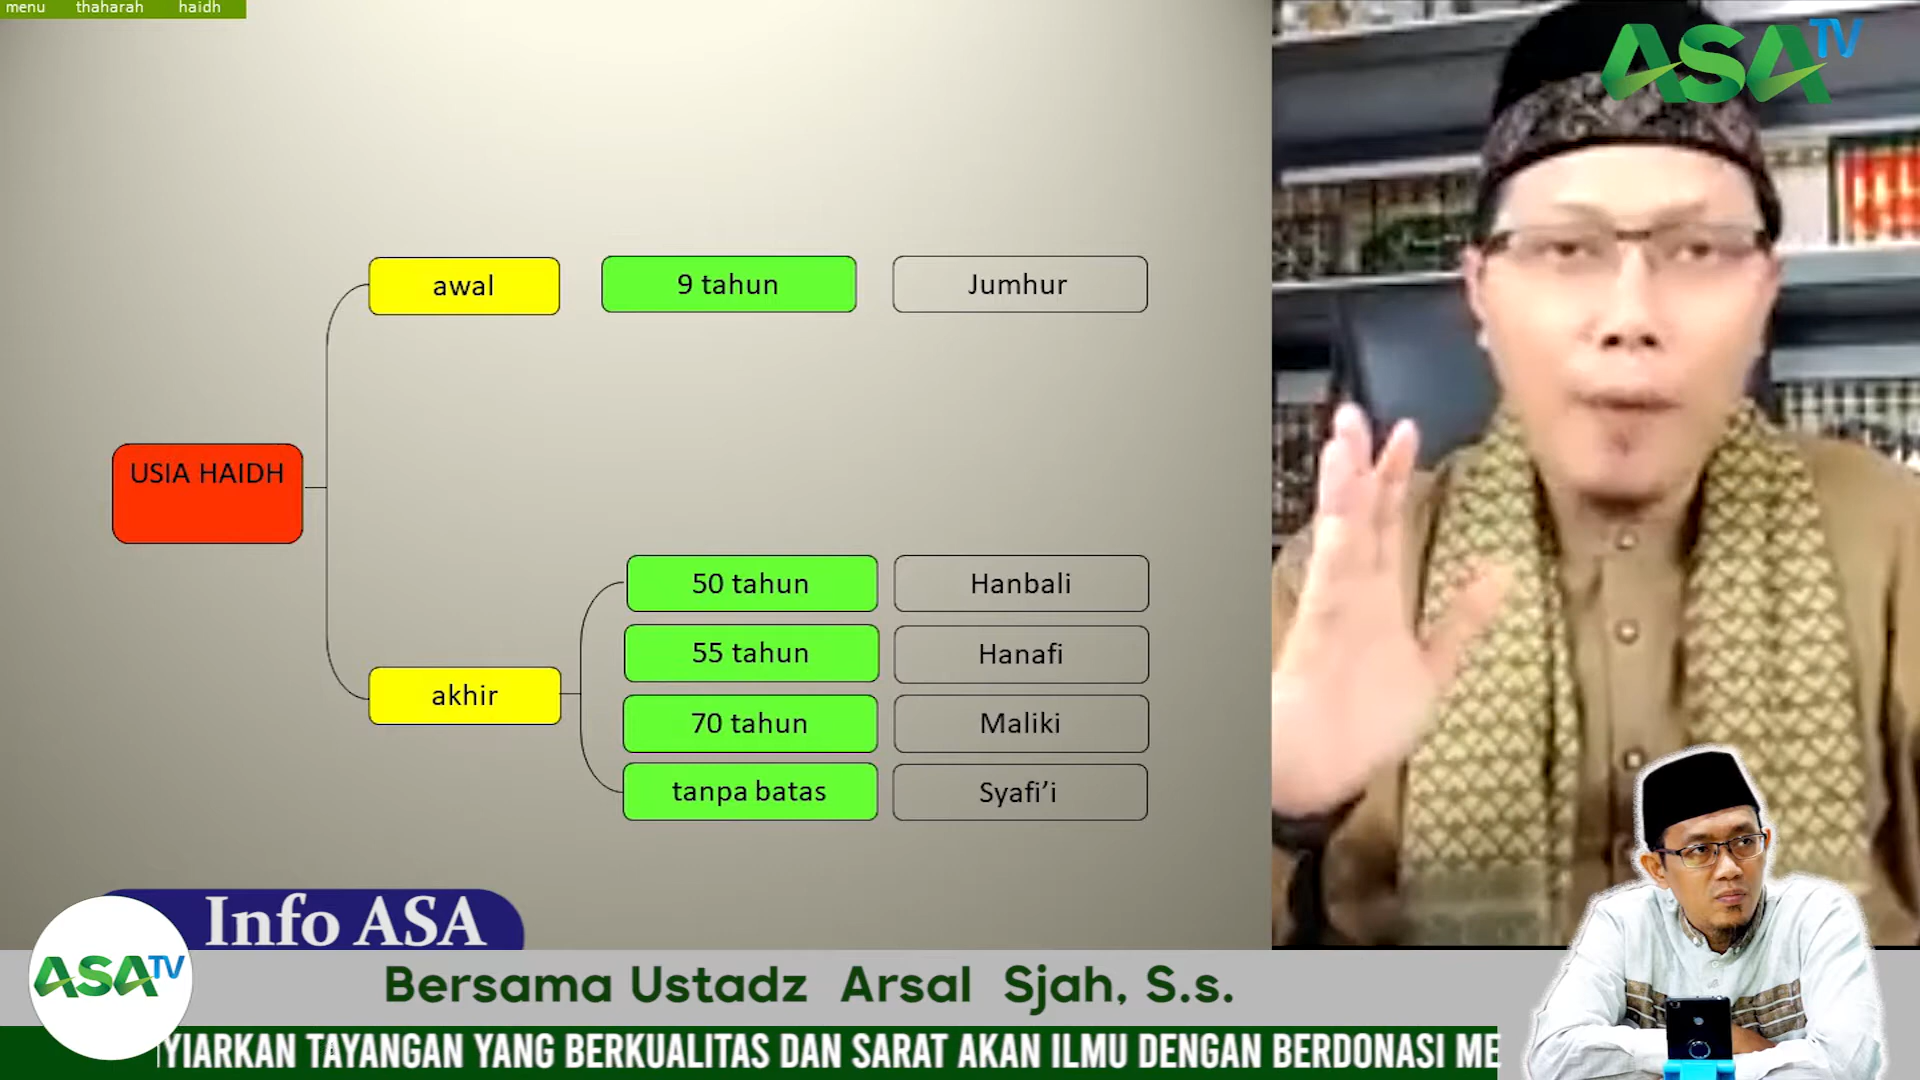 menu thaharah haidh
ASA TV
awal 9 tahun Jumhur
USIA HAIDH
50 tahun Hanbali
55 tahun Hanafi
akhir
70 tahun Maliki
tanpa batas Syafi’i
Info ASA
ASA TV
Bersama Ustadz Arsal Sjah, S.s.
YIARKAN TAYANGAN YANG BERKUALITAS DAN SARAT AKAN ILMU DENGAN BERDONASI ME